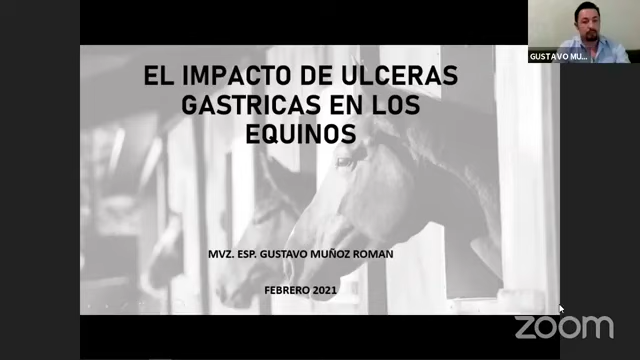 EL IMPACTO DE ULCERAS
GASTRICAS EN LOS
EQUINOS
MVZ. ESP. GUSTAVO MUÑOZ ROMAN
FEBRERO 2021
GUSTAVO MU...
zoom